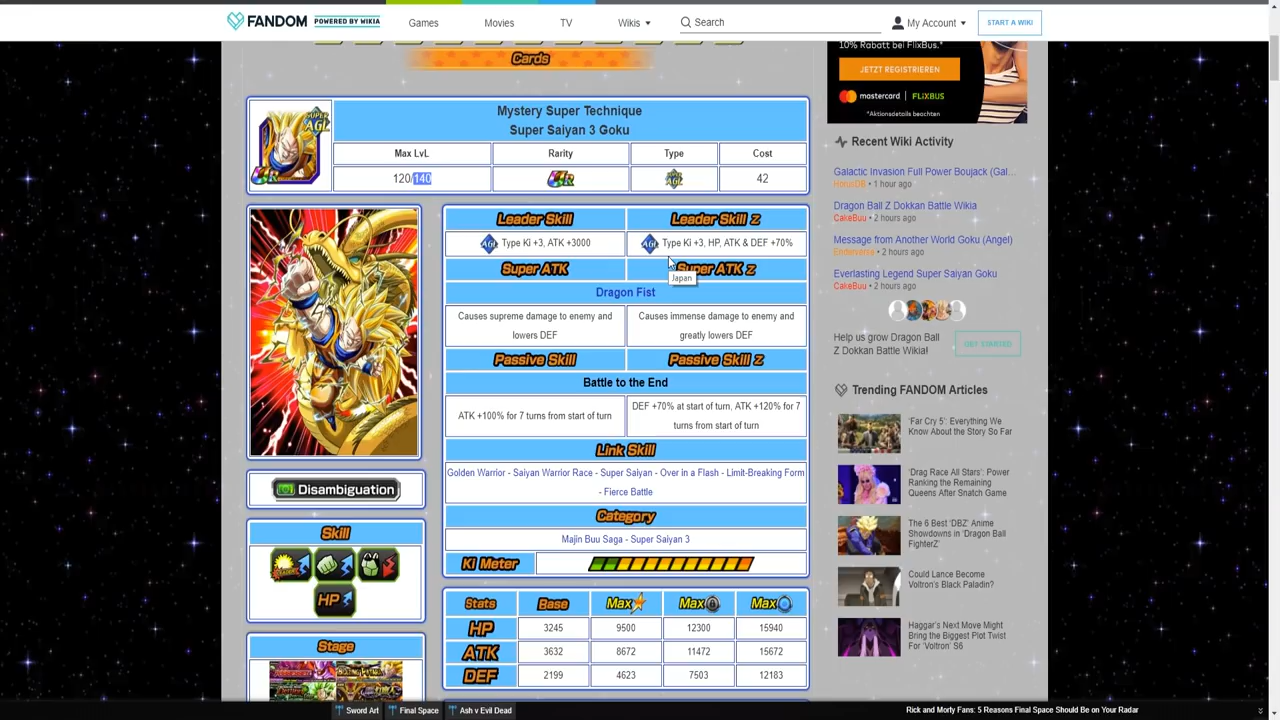 FANDOM POWERED BY WIKIA Games Movies TV Wikis Search My Account START A WIKI
Cards
Mystery Super Technique
Super Saiyan 3 Goku
Max LvL Rarity Type Cost
120/140 UR SUPER AGL 42
SUPER AGL
UR
Leader Skill Leader Skill Z
AGL Type Ki +3, ATK +3000 AGL Type Ki +3, HP, ATK & DEF +70%
Super ATK Super ATK Z
Japan
Dragon Fist
Causes supreme damage to enemy and
lowers DEF
Causes immense damage to enemy and
greatly lowers DEF
Passive Skill Passive Skill Z
Battle to the End
ATK +100% for 7 turns from start of turn
DEF +70% at start of turn, ATK +120% for 7
turns from start of turn
Link Skill
Golden Warrior - Saiyan Warrior Race - Super Saiyan - Over in a Flash - Limit-Breaking Form
- Fierce Battle
Category
Majin Buu Saga - Super Saiyan 3
Ki Meter
Disambiguation
Skill
HP
Stage
Stats Base Max Max Max
HP 3245 9500 12300 15940
ATK 3632 8672 11472 15672
DEF 2199 4623 7503 12183
10% Rabatt bei FlixBus.*
JETZT REGISTRIEREN
mastercard FLIXBUS
*Aktionsdetails beachten
Recent Wiki Activity
Galactic Invasion Full Power Boujack (Gal...
• 1 hour ago
Dragon Ball Z Dokkan Battle Wikia
CakeBuu • 2 hours ago
Message from Another World Goku (Angel)
• 2 hours ago
Everlasting Legend Super Saiyan Goku
CakeBuu • 2 hours ago
Help us grow Dragon Ball
Z Dokkan Battle Wikia!
GET STARTED
Trending FANDOM Articles
'Far Cry 5': Everything We
Know About the Story So Far
'Drag Race All Stars': Power
Ranking the Remaining
Queens After Snatch Game
The 6 Best 'DBZ' Anime
Showdowns in 'Dragon Ball
FighterZ'
Could Lance Become
Voltron's Black Paladin?
Haggar's Next Move Might
Bring the Biggest Plot Twist
For 'Voltron' S6
Sword Art Final Space Ash v Evil Dead
Rick and Morty Fans: 5 Reasons Final Space Should Be on Your Radar